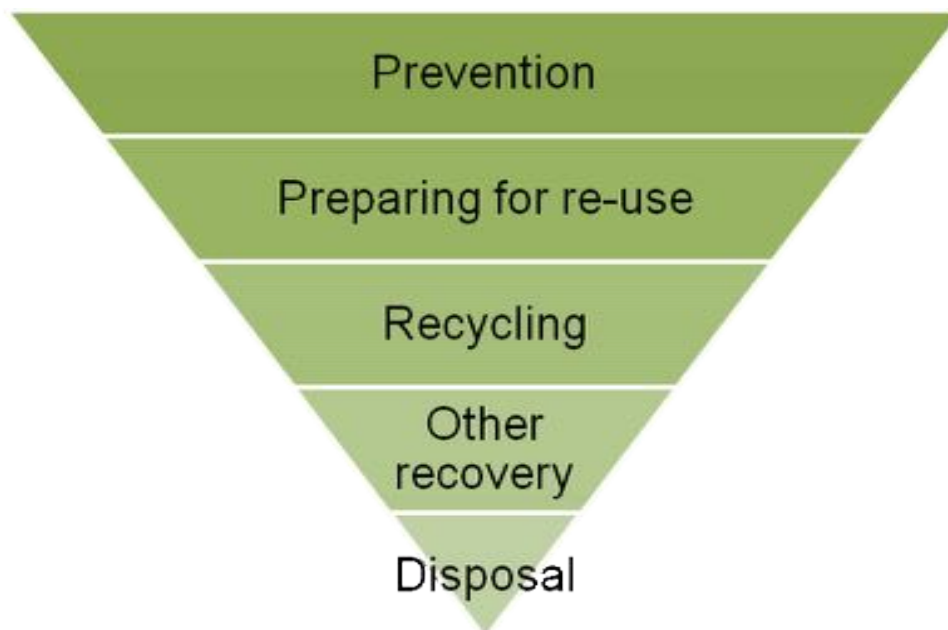 Prevention
Preparing for re-use
Recycling
Other
recovery
Disposal